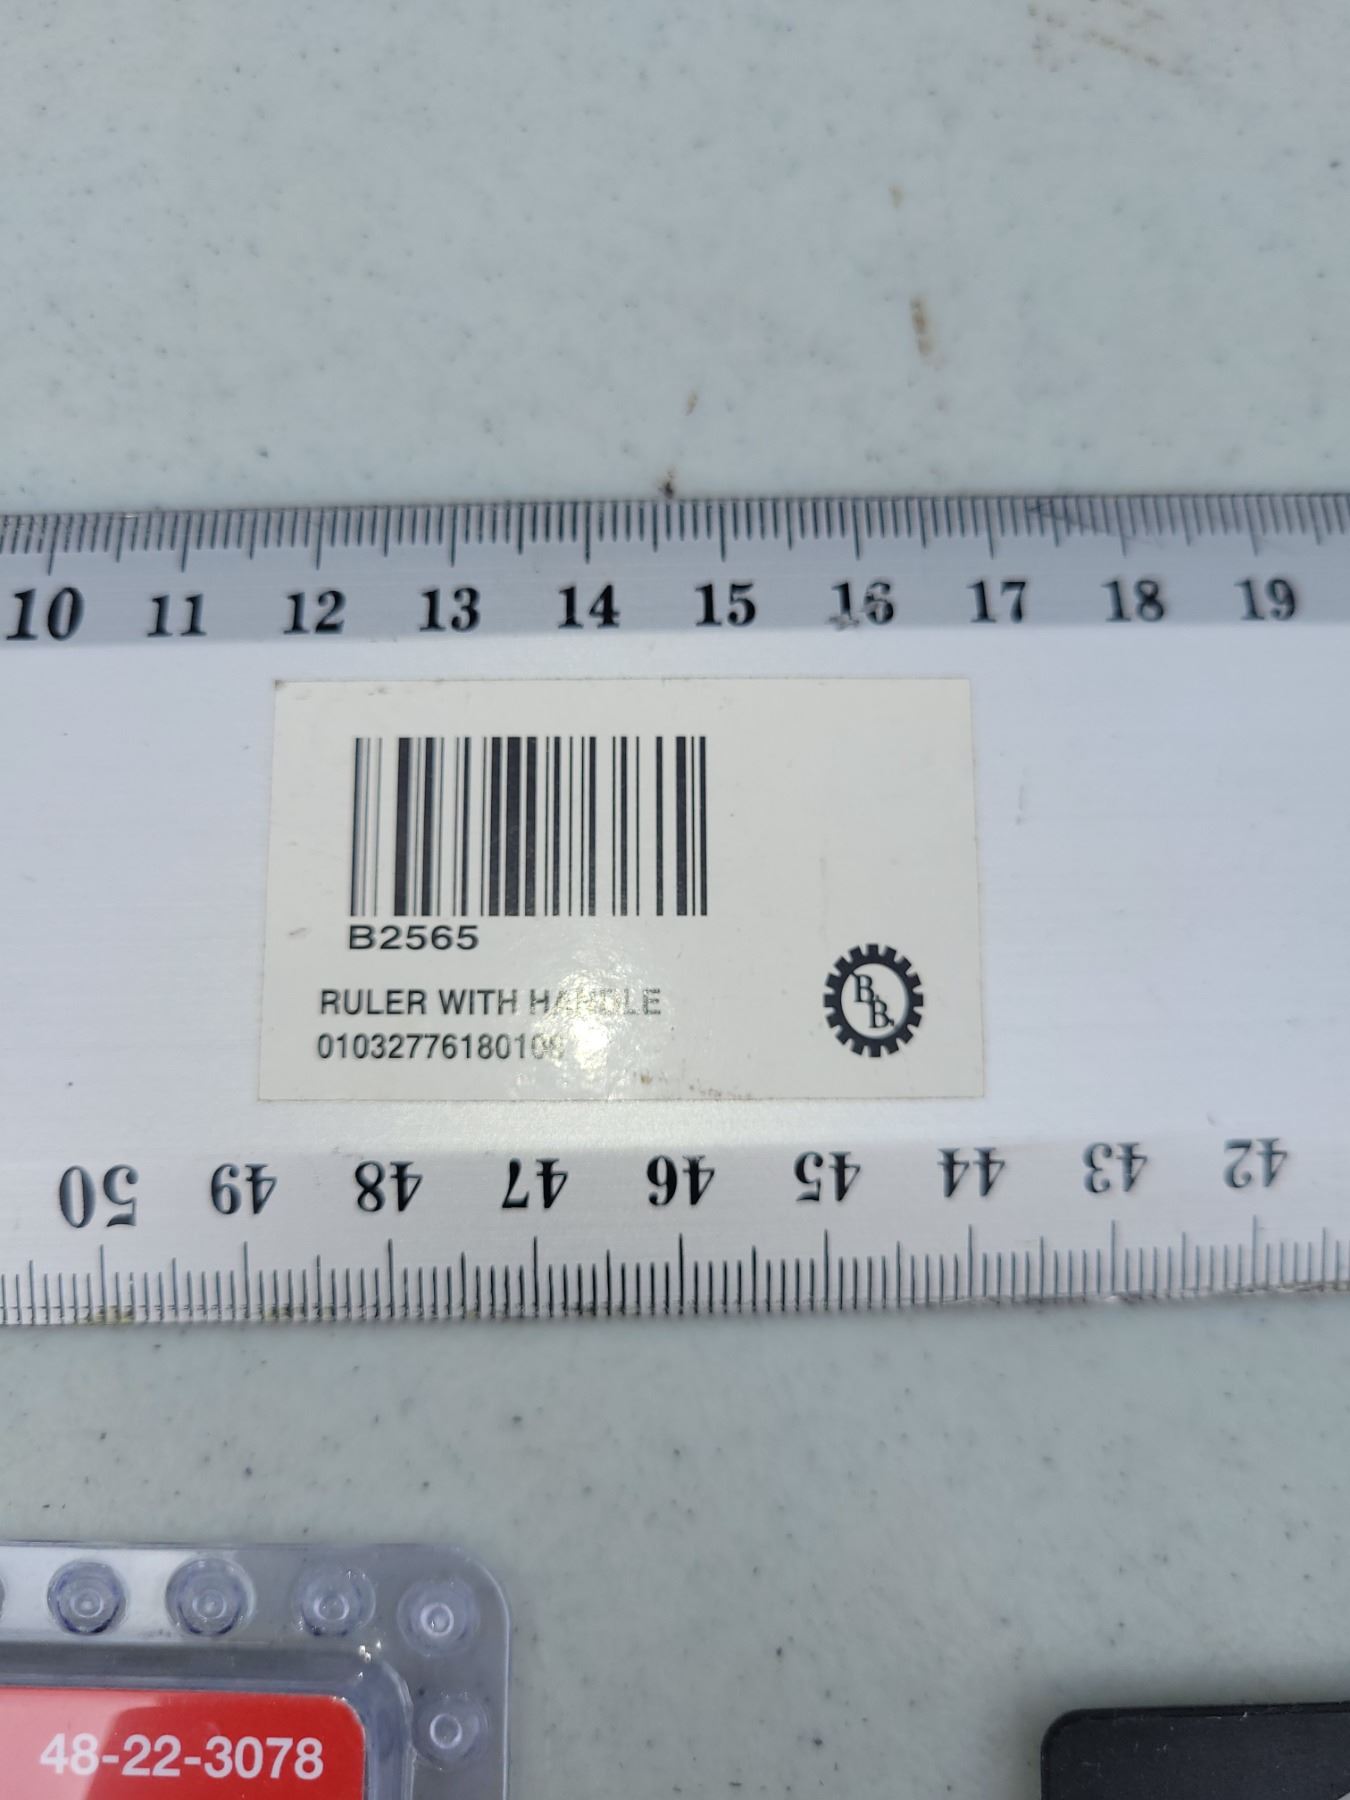 10 11 12 13 14 15 16 17 18 19
B2565
RULER WITH HANDLE
B.B.
50 49 48 47 46 45 44 43 42
48-22-3078